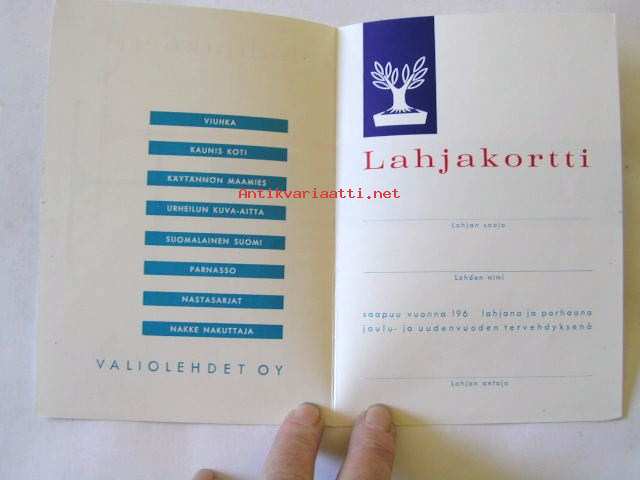 VIUHKA
KAUNIS KOTI
KÄYTÄNNÖN MAAMIES
URHEILUN KUVA-AITTA
SUOMALAINEN SUOMI
PARNASSO
NASTASARJAT
NAKKE NAKUTTAJA
VALIOLEHDET OY
Lahjakortti
Antikvariaatti.net
Lahjan saaja
Lehden nimi
saapuu vuonna 196 lahjana ja parhaana
joulu- ja uudenvuoden tervehdyksenä
Lahjan antaja